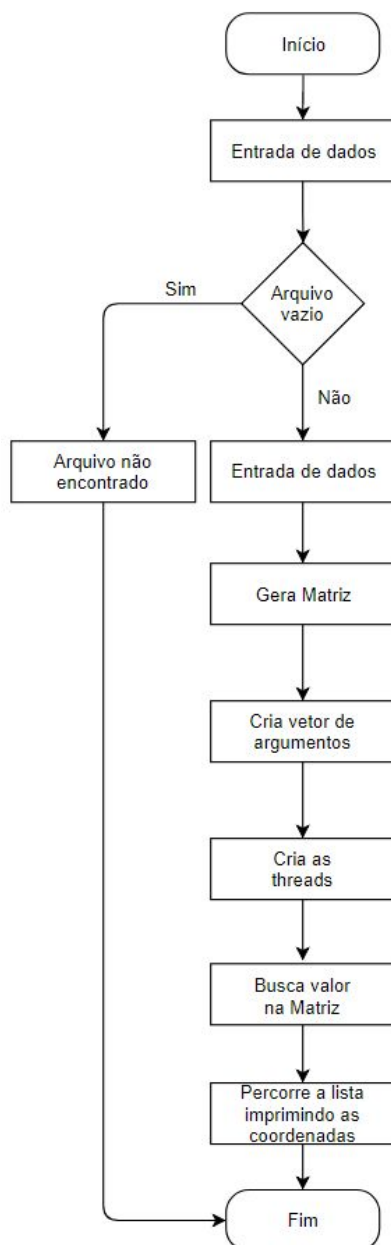 Início
Entrada de dados
Arquivo
vazio
Sim
Não
Arquivo não
encontrado
Entrada de dados
Gera Matriz
Cria vetor de
argumentos
Cria as
threads
Busca valor
na Matriz
Percorre a lista
imprimindo as
coordenadas
Fim